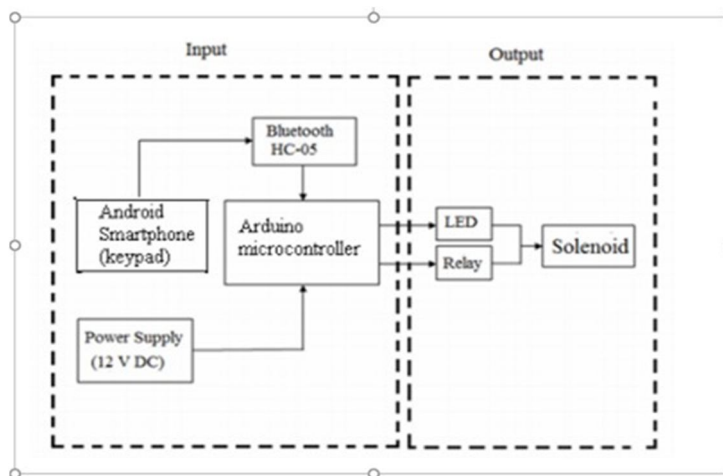 Input
Output
Bluetooth
HC-05
Android
Smartphone
(keypad)
Arduino
microcontroller
LED
Relay
Solenoid
Power Supply
(12 V DC)